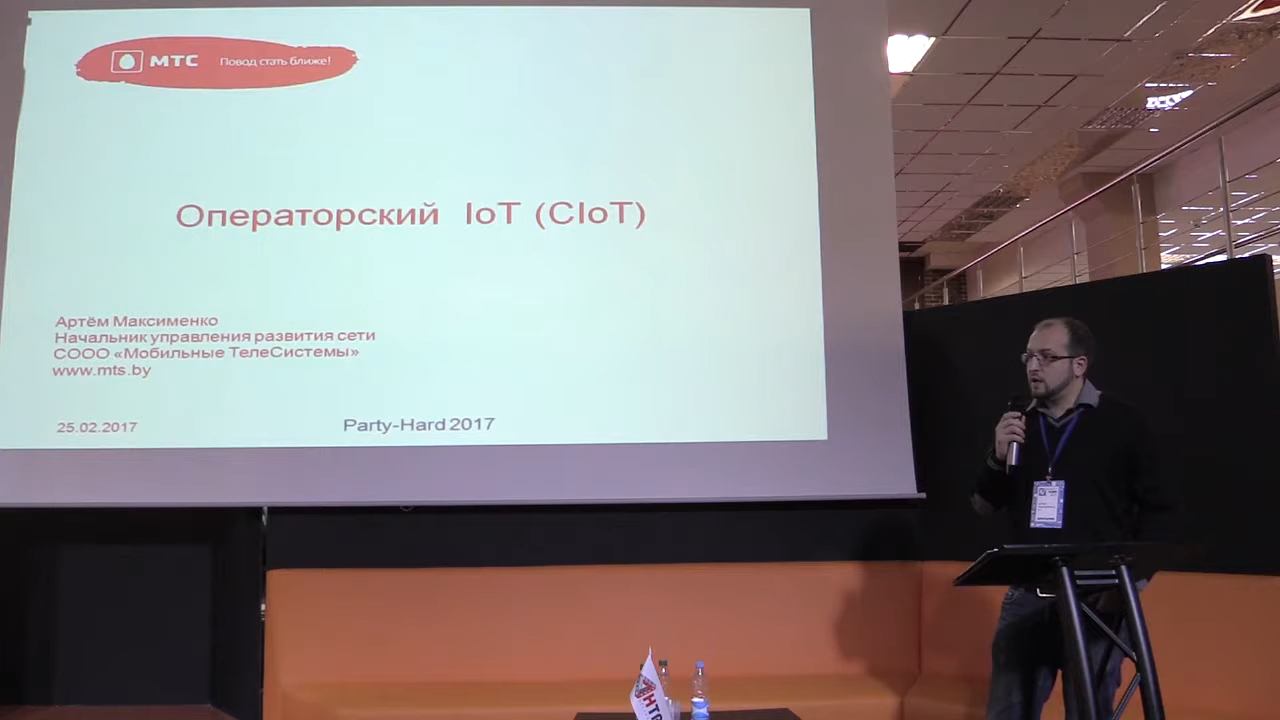 МТС Повод стать ближе!
Операторский IoT (CIoT)
Артём Максименко
Начальник управления развития сети
СООО «Мобильные ТелеСистемы»
www.mts.by
25.02.2017 Party-Hard 2017